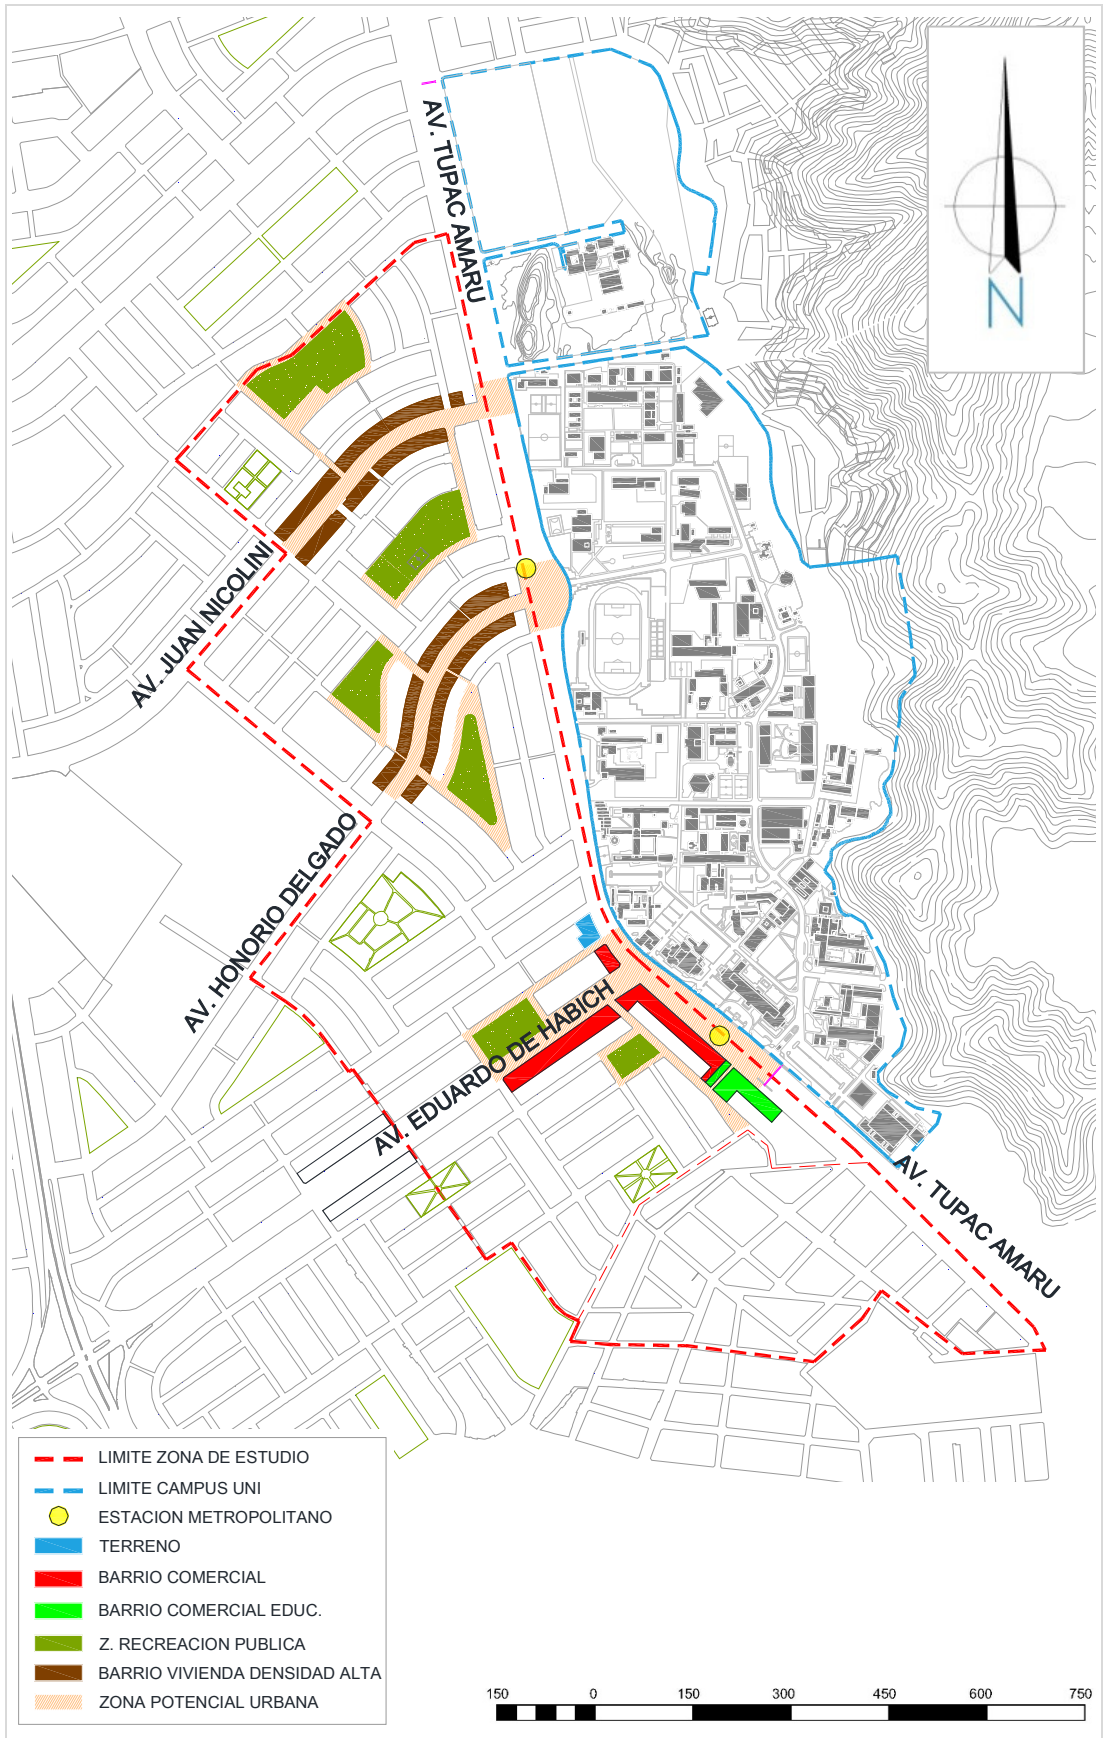 N
AV. TUPAC AMARU
AV. JUAN NICOLINI
AV. HONORIO DELGADO
AV. EDUARDO DE HABICH
AV. TUPAC AMARU
LIMITE ZONA DE ESTUDIO
LIMITE CAMPUS UNI
ESTACION METROPOLITANO
TERRENO
BARRIO COMERCIAL
BARRIO COMERCIAL EDUC.
Z. RECREACION PUBLICA
BARRIO VIVIENDA DENSIDAD ALTA
ZONA POTENCIAL URBANA
150 0 150 300 450 600 750